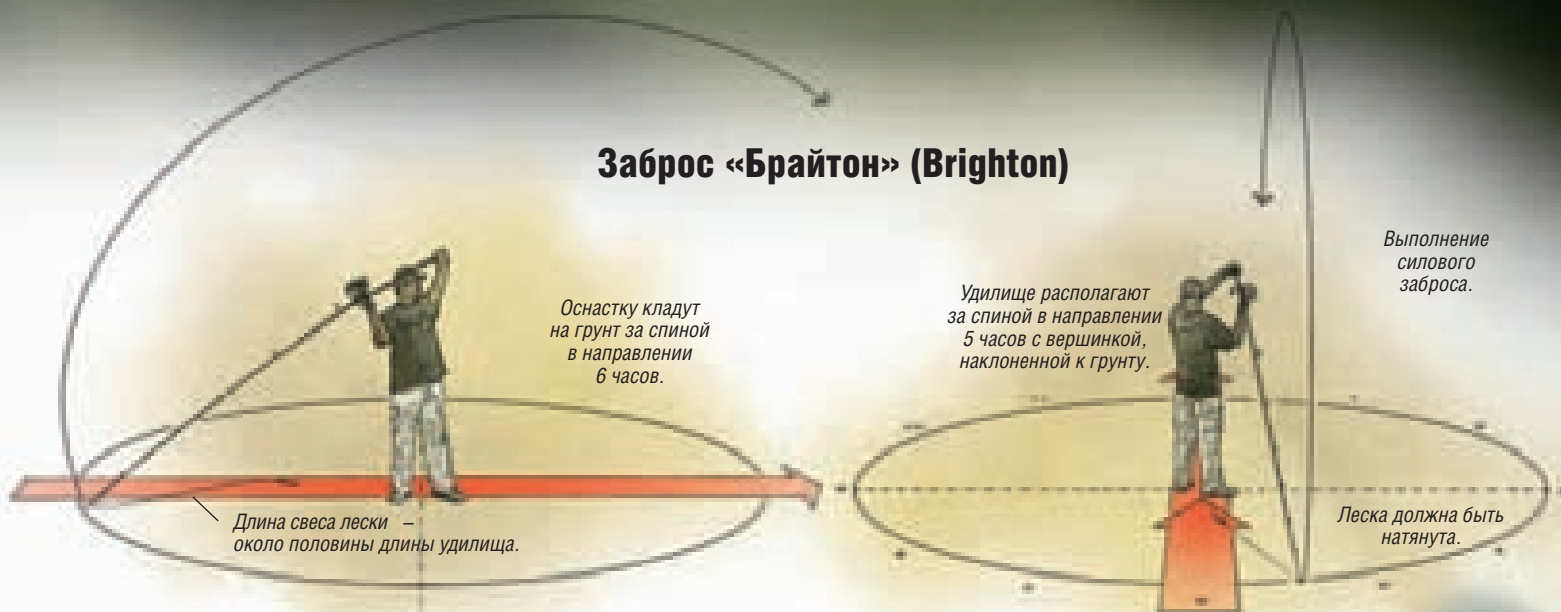 Заброс «Брайтон» (Brighton)
Оснастку кладут
на грунт за спиной
в направлении
6 часов.
Длина свеса лески –
около половины длины удилища.
Удилище располагают
за спиной в направлении
5 часов с вершинкой,
наклоненной к грунту.
Выполнение
силового
заброса.
Леска должна быть
натянута.